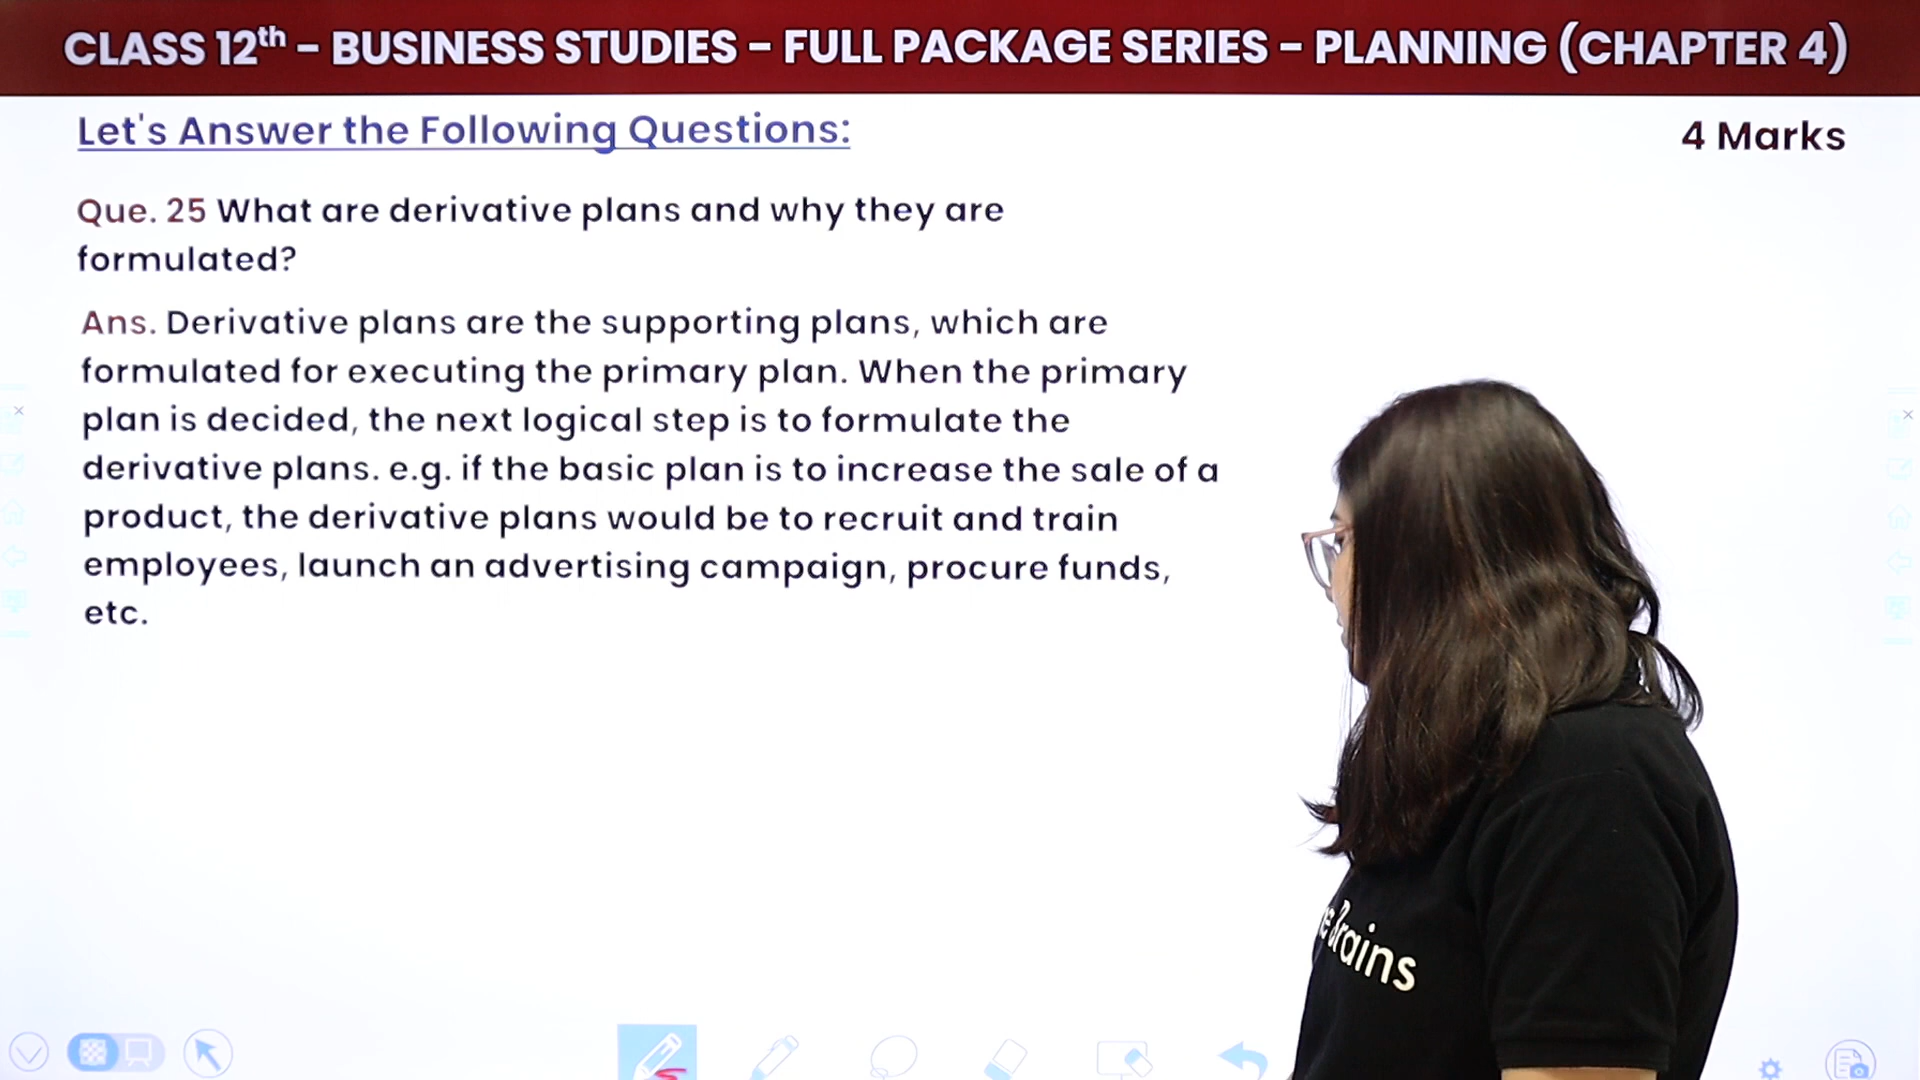 CLASS 12th – BUSINESS STUDIES – FULL PACKAGE SERIES – PLANNING (CHAPTER 4)
Let's Answer the Following Questions:
4 Marks
Que. 25 What are derivative plans and why they are
formulated?
Ans. Derivative plans are the supporting plans, which are
formulated for executing the primary plan. When the primary
plan is decided, the next logical step is to formulate the
derivative plans. e.g. if the basic plan is to increase the sale of a
product, the derivative plans would be to recruit and train
employees, launch an advertising campaign, procure funds,
etc.
Brains